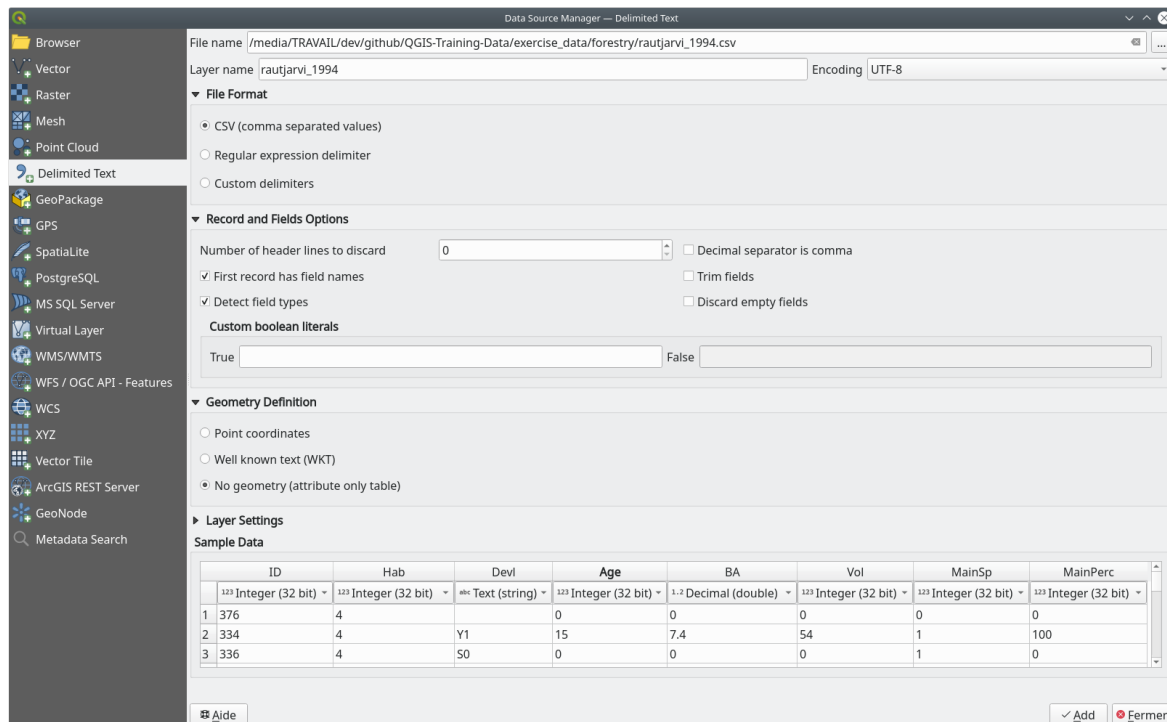 Data Source Manager — Delimited Text
Browser
Vector
Raster
Mesh
Point Cloud
Delimited Text
GeoPackage
GPS
SpatiaLite
PostgreSQL
MS SQL Server
Virtual Layer
WMS/WMTS
WFS / OGC API - Features
WCS
XYZ
Vector Tile
ArcGIS REST Server
GeoNode
Metadata Search
File name /media/TRAVAIL/dev/github/QGIS-Training-Data/exercise_data/forestry/rautjarvi_1994.csv ...
Layer name rautjarvi_1994 Encoding UTF-8
File Format
CSV (comma separated values)
Regular expression delimiter
Custom delimiters
Record and Fields Options
Number of header lines to discard 0 Decimal separator is comma
First record has field names Trim fields
Detect field types Discard empty fields
Custom boolean literals
True False
Geometry Definition
Point coordinates
Well known text (WKT)
No geometry (attribute only table)
Layer Settings
Sample Data
ID Hab Devl Age BA Vol MainSp MainPerc
123 Integer (32 bit) 123 Integer (32 bit) abc Text (string) 123 Integer (32 bit) 1.2 Decimal (double) 123 Integer (32 bit) 123 Integer (32 bit) 123 Integer (32 bit)
1 376 4 0 0 0 0 0
2 334 4 Y1 15 7.4 54 1 100
3 336 4 S0 0 0 0 1 0
Aide Add Fermer